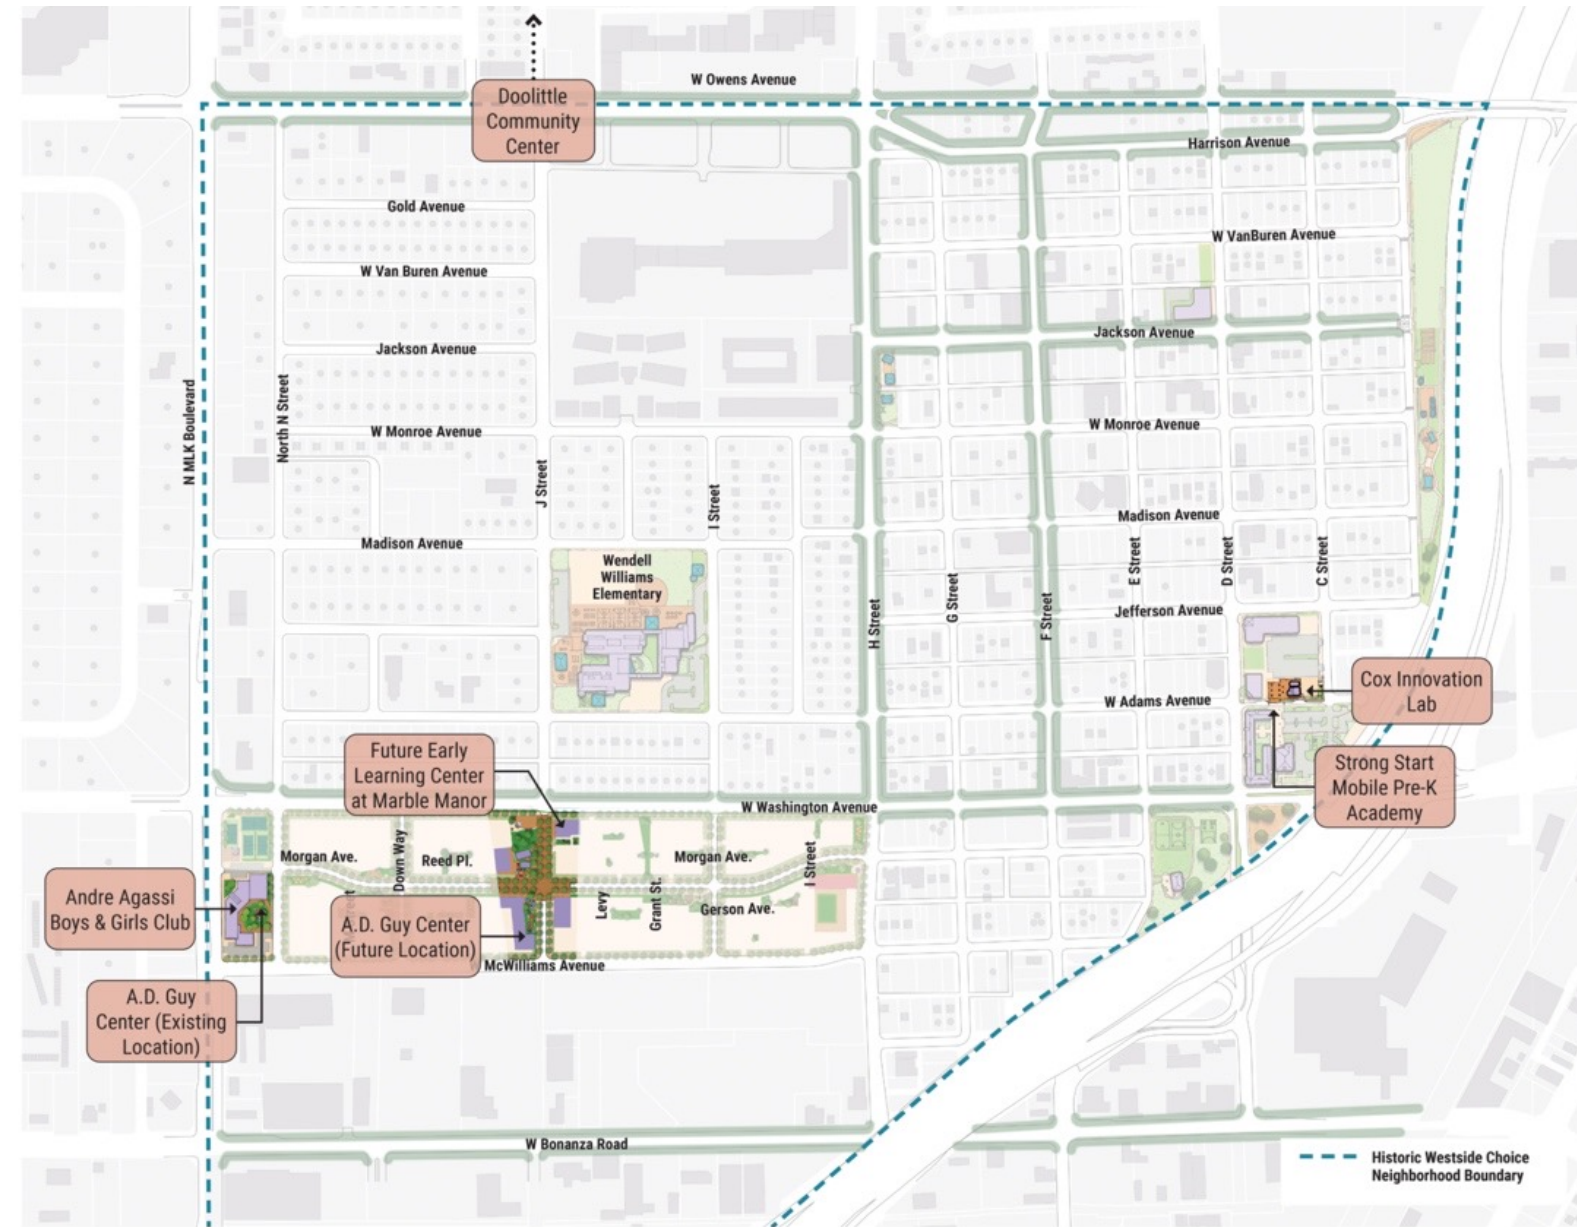 W Owens Avenue
Doolittle
Community
Center
Harrison Avenue
Gold Avenue
W VanBuren Avenue
W Van Buren Avenue
Jackson Avenue
Jackson Avenue
N MLK Boulevard
North N Street
W Monroe Avenue
W Monroe Avenue
J Street
I Street
Madison Avenue
Madison Avenue
Wendell
Williams
Elementary
H Street
G Street
F Street
E Street
D Street
C Street
Jefferson Avenue
W Adams Avenue
Cox Innovation
Lab
Future Early
Learning Center
at Marble Manor
Strong Start
Mobile Pre-K
Academy
W Washington Avenue
Morgan Ave.
Down Way
Reed Pl.
Morgan Ave.
I Street
Andre Agassi
Boys & Girls Club
A.D. Guy Center
(Future Location)
Levy
Grant St.
Gerson Ave.
McWilliams Avenue
A.D. Guy
Center (Existing
Location)
W Bonanza Road
Historic Westside Choice
Neighborhood Boundary